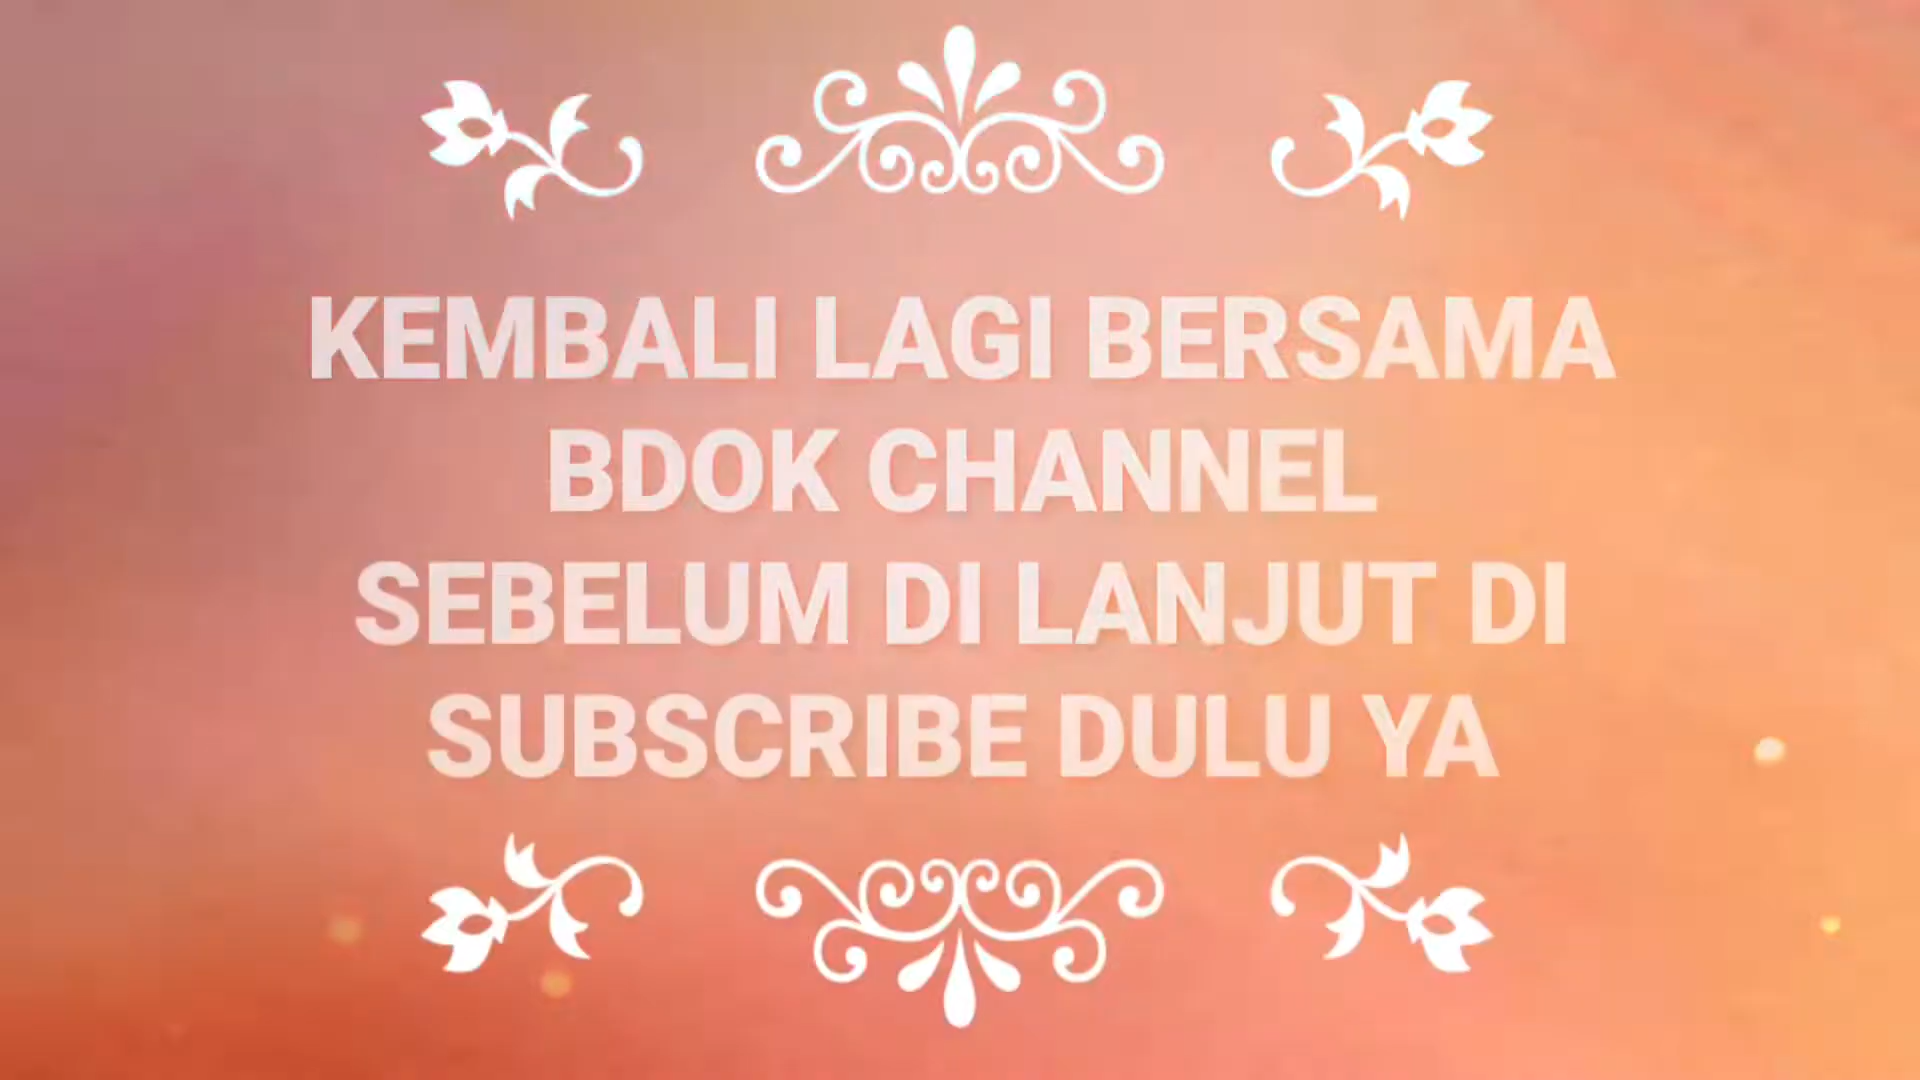 KEMBALI LAGI BERSAMA
BDOK CHANNEL
SEBELUM DI LANJUT DI
SUBSCRIBE DULU YA